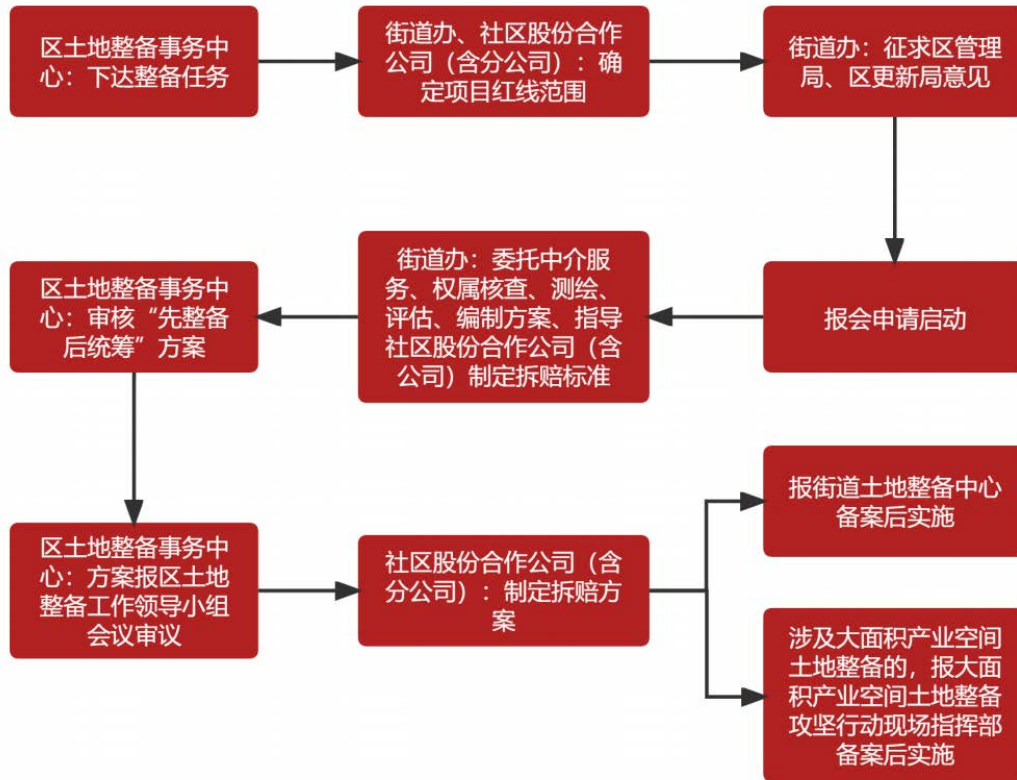 区土地整备事务中
心：下达整备任务
街道办、社区股份合作
公司（含分公司）：确
定项目红线范围
街道办：征求区管理
局、区更新局意见
报会申请启动
街道办：委托中介服
务、权属核查、测绘、
评估、编制方案、指导
社区股份合作公司（含
公司）制定拆赔标准
区土地整备事务中
心：审核“先整备
后统筹”方案
区土地整备事务中
心：方案报区土地
整备工作领导小组
会议审议
社区股份合作公司（含
分公司）：制定拆赔方
案
报街道土地整备中心
备案后实施
涉及大面积产业空间
土地整备的，报大面
积产业空间土地整备
攻坚行动现场指挥部
备案后实施